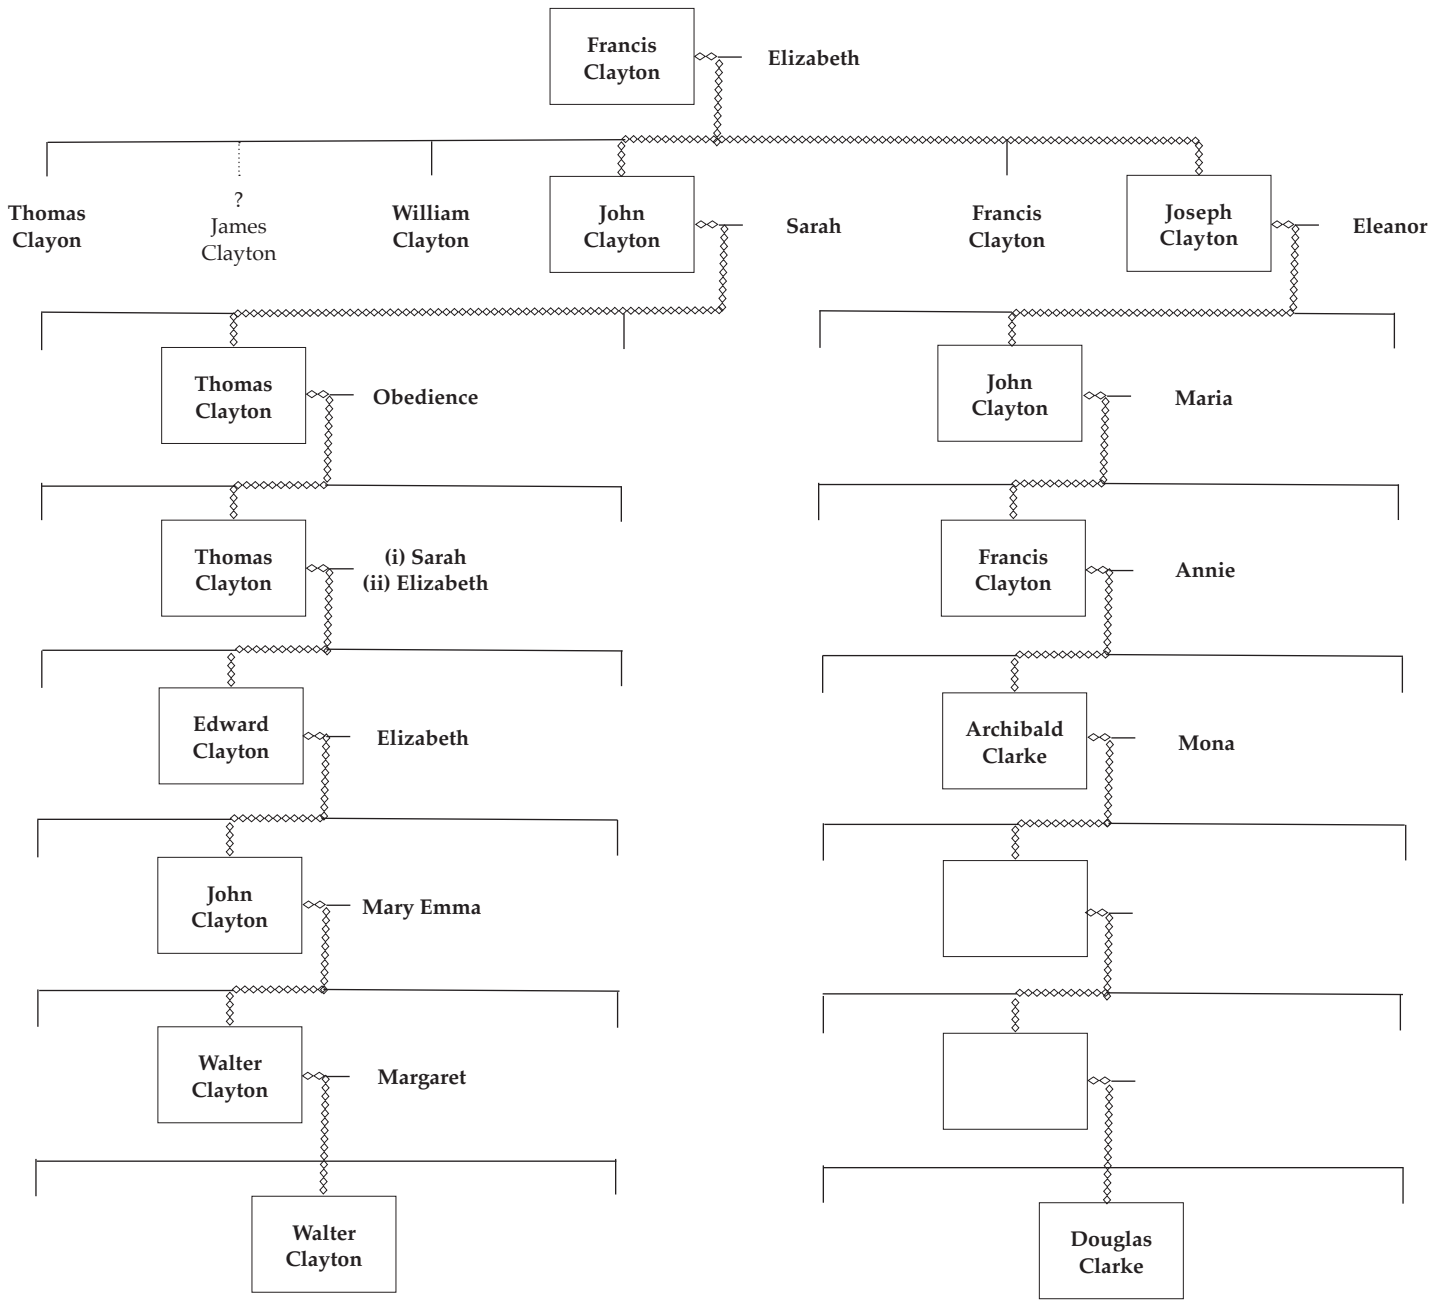 Francis
Clayton
Elizabeth
Thomas
Clayon
?
James
Clayton
William
Clayton
John
Clayton
Sarah
Francis
Clayton
Joseph
Clayton
Eleanor
Thomas
Clayton
Obedience
John
Clayton
Maria
Thomas
Clayton
(i) Sarah
(ii) Elizabeth
Francis
Clayton
Annie
Edward
Clayton
Elizabeth
Archibald
Clarke
Mona
John
Clayton
Mary Emma
Walter
Clayton
Margaret
Walter
Clayton
Douglas
Clarke